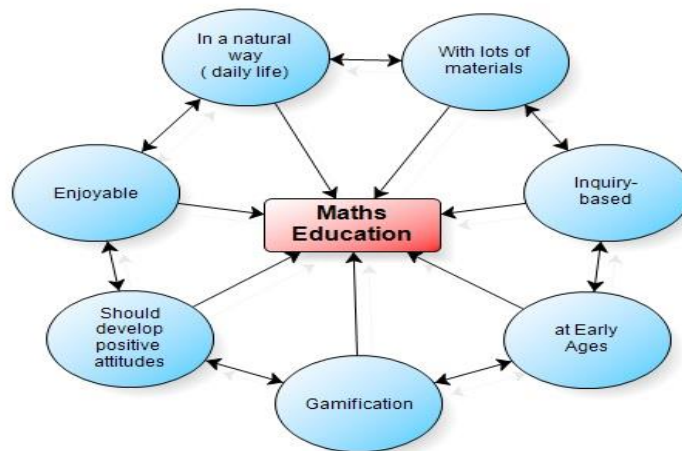 In a natural
way
( daily life)
With lots of
materials
Enjoyable
Maths
Education
Inquiry-
based
Should
develop
positive
attitudes
Gamification
at Early
Ages